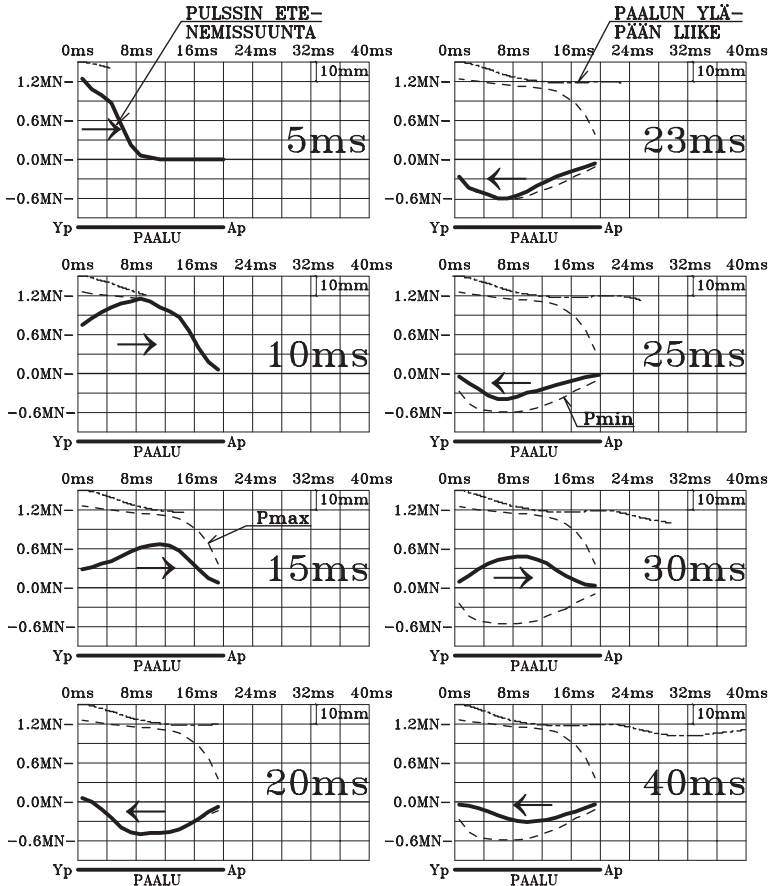 PULSSIN ETE-
NEMISSUUNTA
0ms 8ms 16ms 24ms 32ms 40ms
10mm
1.2MN-
0.6MN-
0.0MN-
-0.6MN-
5ms
Yp PAALU Ap
PAALUN YLÄ-
PÄÄN LIIKE
0ms 8ms 16ms 24ms 32ms 40ms
10mm
1.2MN-
0.6MN-
0.0MN-
-0.6MN-
23ms
Yp PAALU Ap
0ms 8ms 16ms 24ms 32ms 40ms
10mm
1.2MN-
0.6MN-
0.0MN-
-0.6MN-
10ms
Yp PAALU Ap
0ms 8ms 16ms 24ms 32ms 40ms
10mm
1.2MN-
0.6MN-
0.0MN-
-0.6MN-
25ms
Pmin
Yp PAALU Ap
0ms 8ms 16ms 24ms 32ms 40ms
10mm
1.2MN-
0.6MN-
0.0MN-
-0.6MN-
Pmax
15ms
Yp PAALU Ap
0ms 8ms 16ms 24ms 32ms 40ms
10mm
1.2MN-
0.6MN-
0.0MN-
-0.6MN-
30ms
Yp PAALU Ap
0ms 8ms 16ms 24ms 32ms 40ms
10mm
1.2MN-
0.6MN-
0.0MN-
-0.6MN-
20ms
Yp PAALU Ap
0ms 8ms 16ms 24ms 32ms 40ms
10mm
1.2MN-
0.6MN-
0.0MN-
-0.6MN-
40ms
Yp PAALU Ap